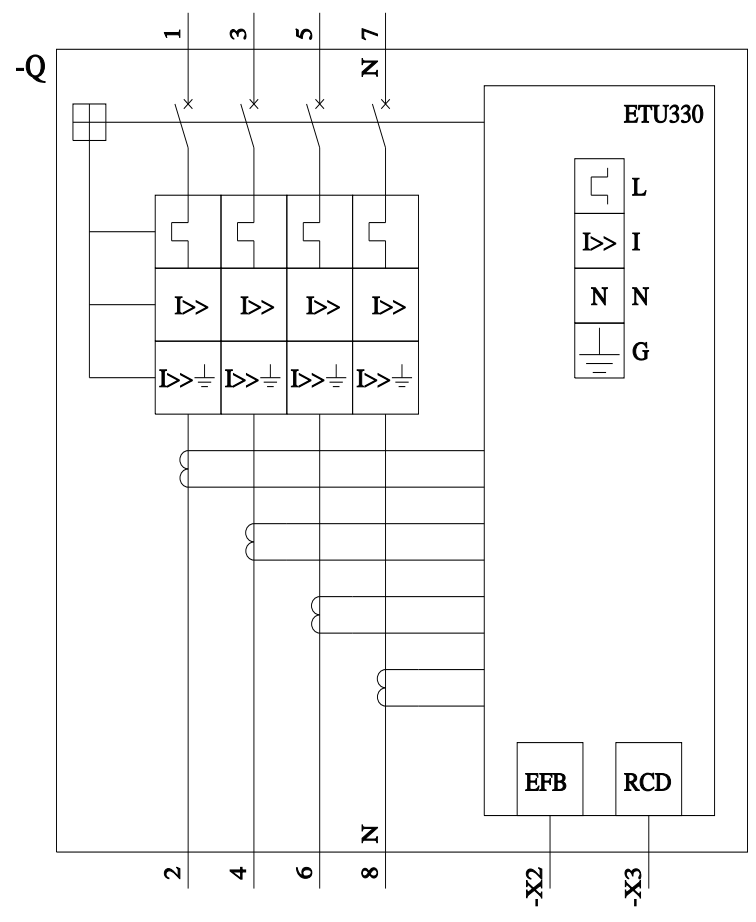 1 3 5 7
-Q
N
ETU330
L
I>> I
N N
G
I>> I>> I>> I>>
I>> I>> I>> I>>
EFB RCD
N
2 4 6 8 -X2 -X3